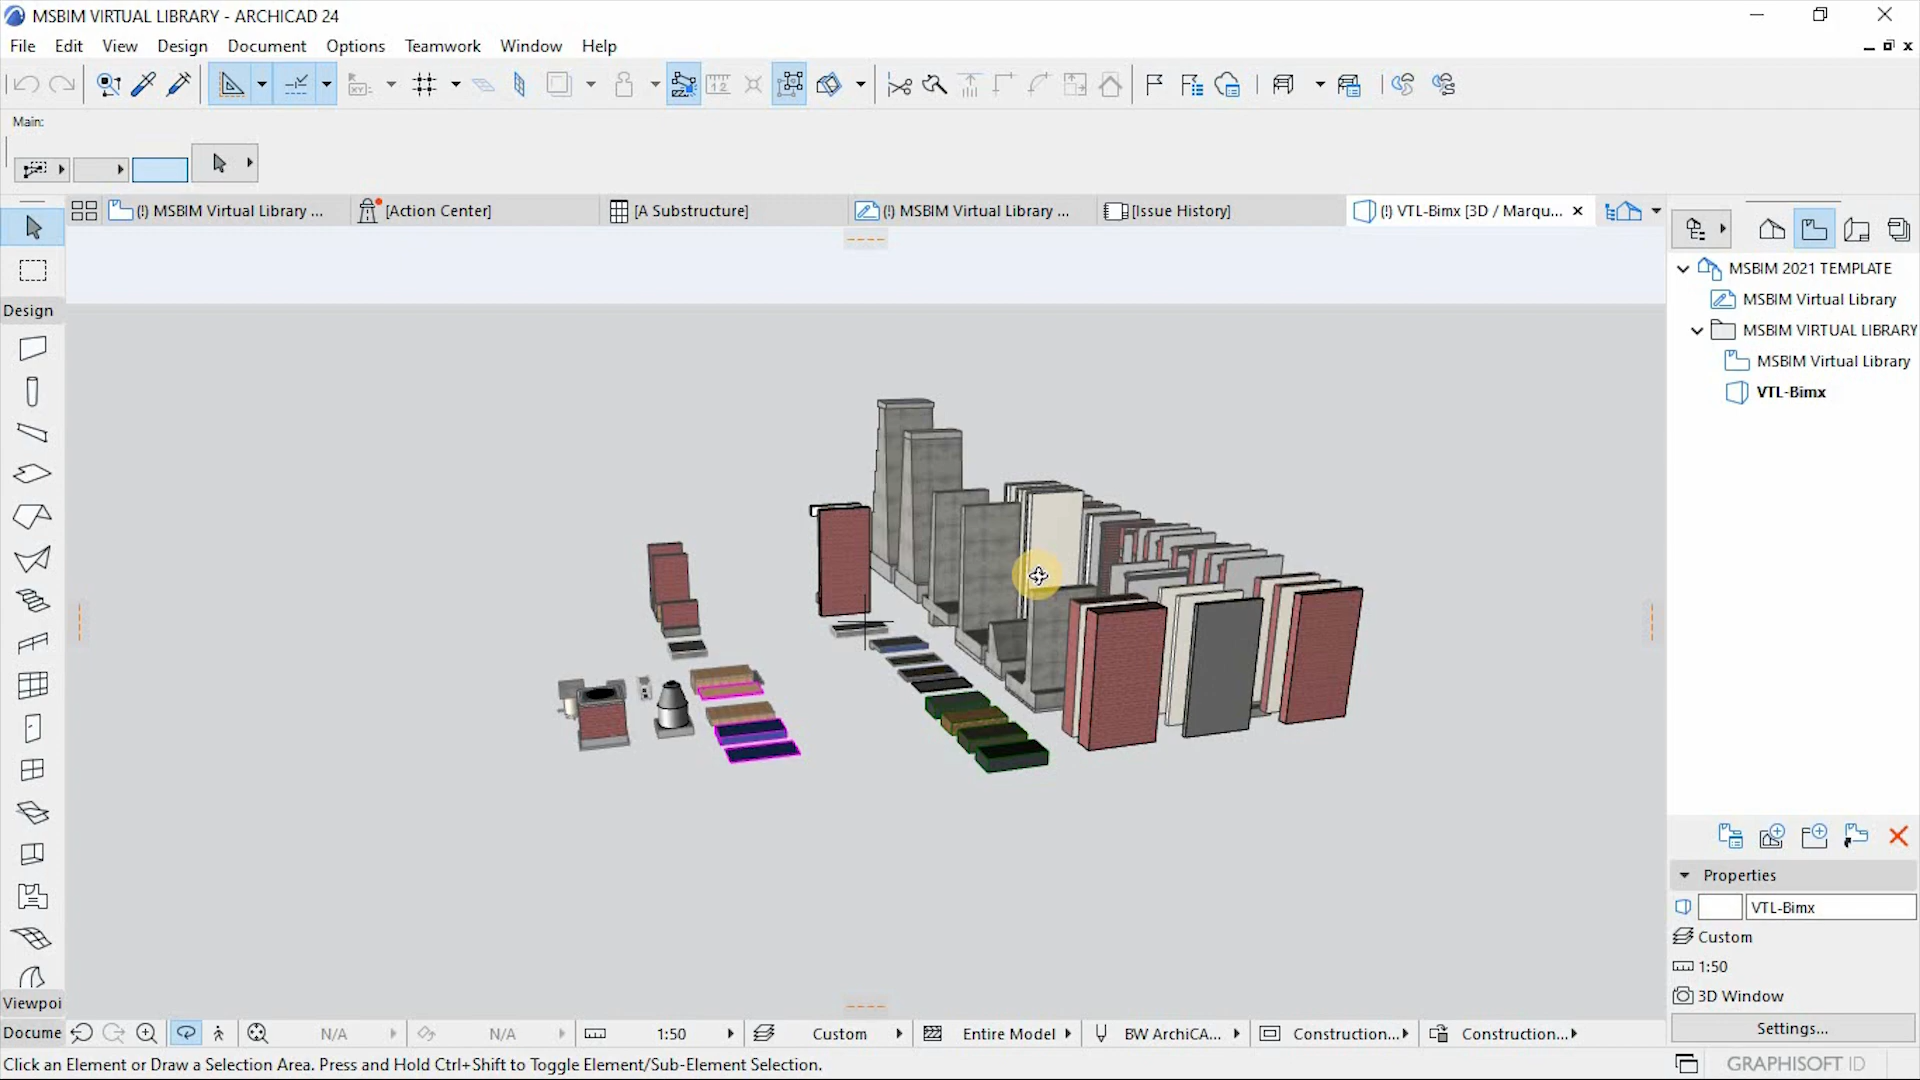 MSBIM VIRTUAL LIBRARY - ARCHICAD 24
File Edit View Design Document Options Teamwork Window Help
Main:
(!) MSBIM Virtual Library ...
[Action Center]
[A Substructure]
(!) MSBIM Virtual Library ...
[Issue History]
(!) VTL-Bimx [3D / Marqu...
Design
MSBIM 2021 TEMPLATE
MSBIM Virtual Library
MSBIM VIRTUAL LIBRARY
MSBIM Virtual Library
VTL-Bimx
Properties
VTL-Bimx
Custom
1:50
3D Window
Settings...
Viewpoi
Docume
N/A
N/A
1:50
Custom
Entire Model
BW ArchiCA...
Construction...
Construction...
Click an Element or Draw a Selection Area. Press and Hold Ctrl+Shift to Toggle Element/Sub-Element Selection.
GRAPHISOFT ID